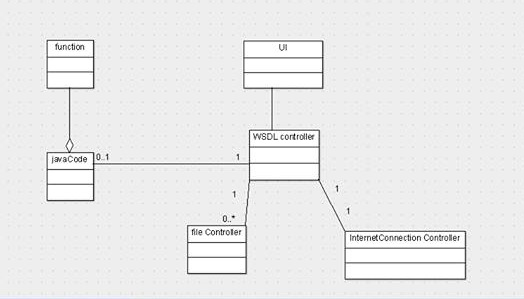 function
UI
WSDL controller
javaCode
0..1
1
1
1
0..*
1
file Controller
InternetConnection Controller